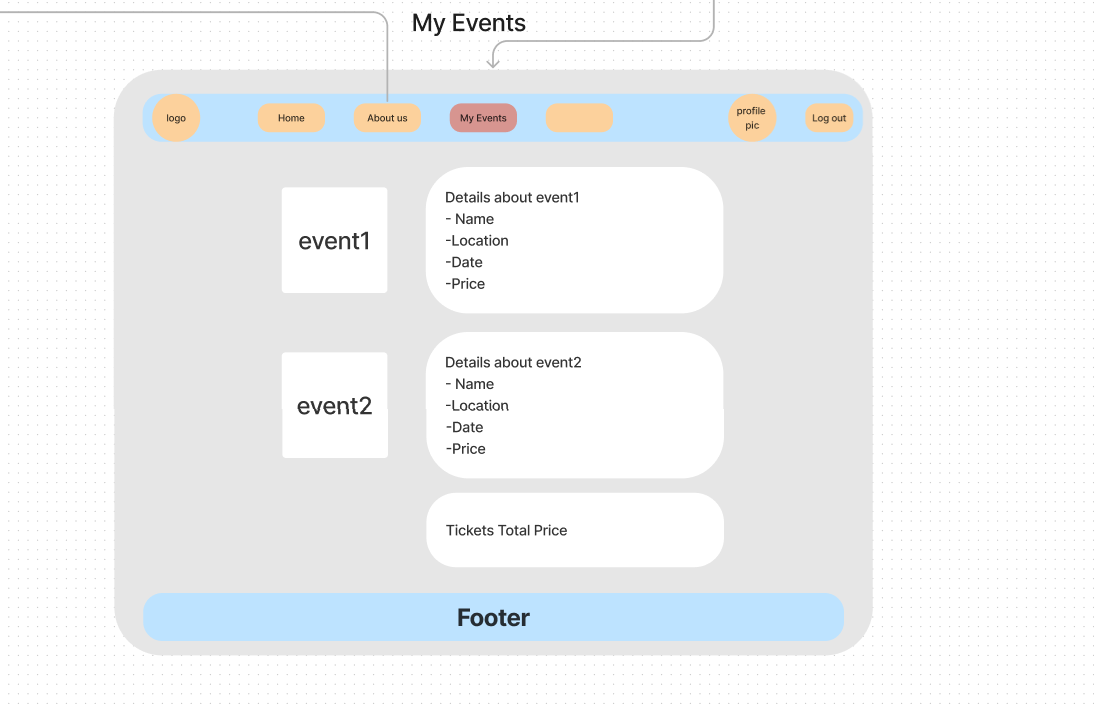 My Events
logo
Home
About us
My Events
profile
pic
Log out
event1
Details about event1
- Name
-Location
-Date
-Price
event2
Details about event2
- Name
-Location
-Date
-Price
Tickets Total Price
Footer